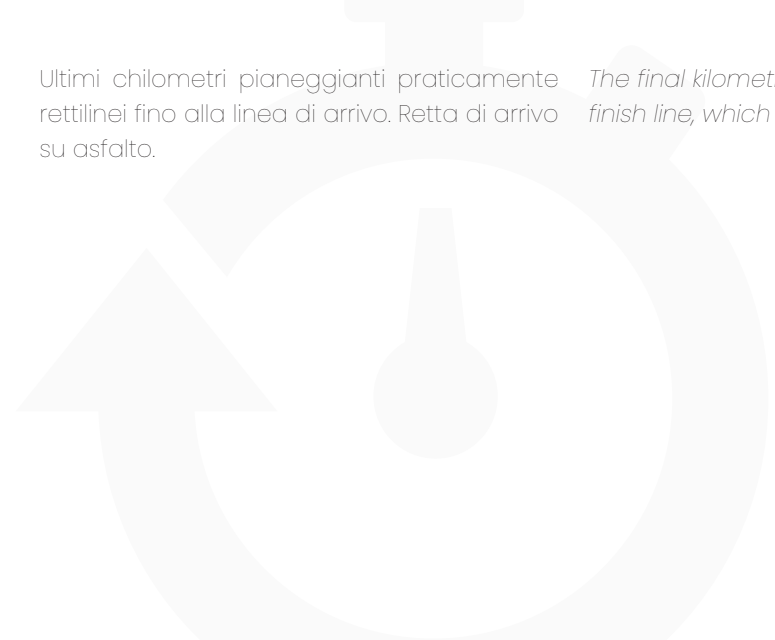 Ultimi chilometri pianeggianti praticamente
rettilinei fino alla linea di arrivo. Retta di arrivo
su asfalto.
The final
finish line, which